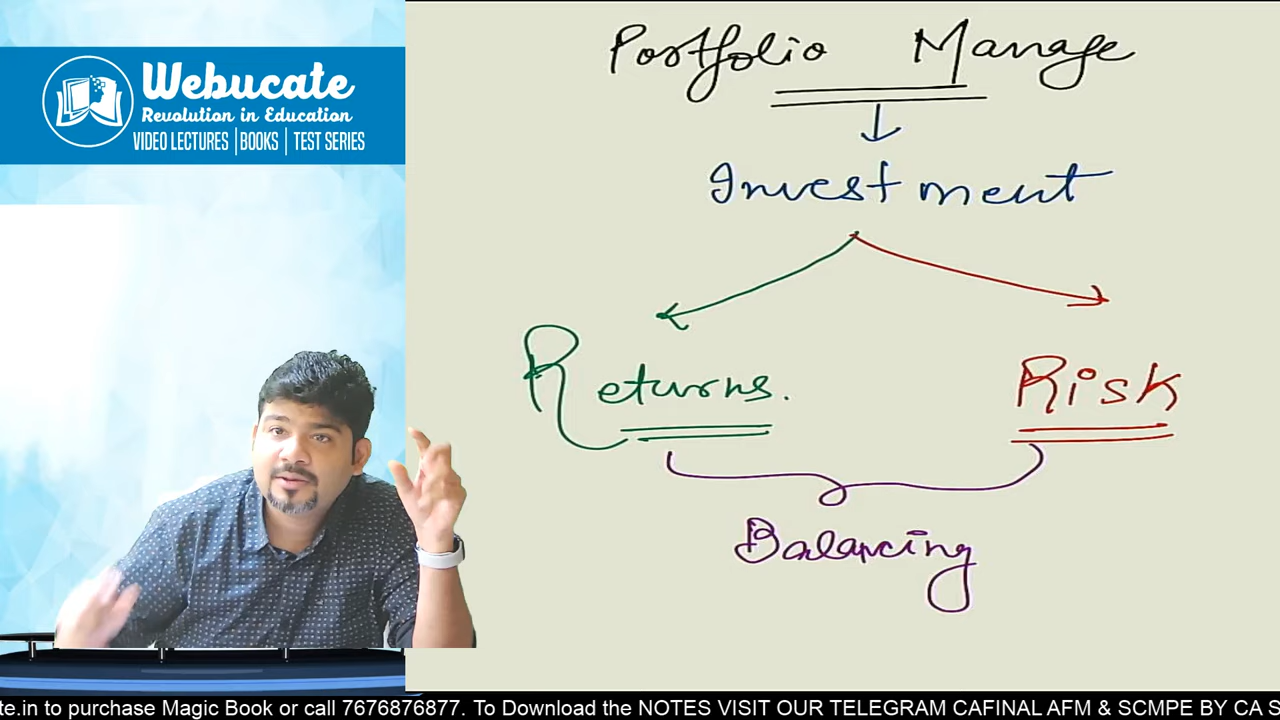 Webucate
Revolution in Education
VIDEO LECTURES | BOOKS | TEST SERIES
Portfolio Manage
Investment
Returns. Risk
Balancing
te.in to purchase Magic Book or call 7676876877. To Download the NOTES VISIT OUR TELEGRAM CAFINAL AFM & SCMPE BY CA S